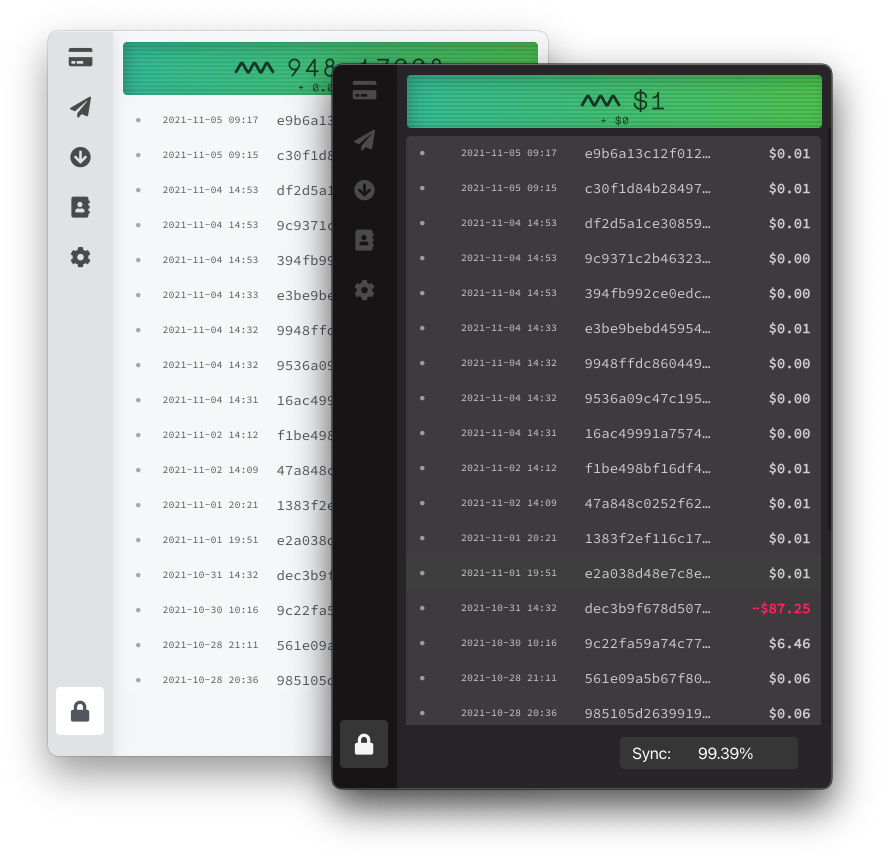 948
+ 0.0
2021-11-05 09:17 e9b6a13
2021-11-05 09:15 c30f1d8
2021-11-04 14:53 df2d5a1
2021-11-04 14:53 9c9371c
2021-11-04 14:53 394fb99
2021-11-04 14:33 e3be9be
2021-11-04 14:32 9948ffd
2021-11-04 14:32 9536a09
2021-11-04 14:31 16ac499
2021-11-02 14:12 f1be498
2021-11-02 14:09 47a848c
2021-11-01 20:21 1383f2e
2021-11-01 19:51 e2a038d
2021-10-31 14:32 dec3b9f
2021-10-30 10:16 9c22fa5
2021-10-28 21:11 561e09a
2021-10-28 20:36 985105d
$1
+ $0
2021-11-05 09:17 e9b6a13c12f012… $0.01
2021-11-05 09:15 c30f1d84b28497… $0.01
2021-11-04 14:53 df2d5a1ce30859… $0.01
2021-11-04 14:53 9c9371c2b46323… $0.00
2021-11-04 14:53 394fb992ce0edc… $0.00
2021-11-04 14:33 e3be9bebd45954… $0.01
2021-11-04 14:32 9948ffdc860449… $0.00
2021-11-04 14:32 9536a09c47c195… $0.00
2021-11-04 14:31 16ac49991a7574… $0.00
2021-11-02 14:12 f1be498bf16df4… $0.01
2021-11-02 14:09 47a848c0252f62… $0.01
2021-11-01 20:21 1383f2ef116c17… $0.01
2021-11-01 19:51 e2a038d48e7c8e… $0.01
2021-10-31 14:32 dec3b9f678d507… -$87.25
2021-10-30 10:16 9c22fa59a74c77… $6.46
2021-10-28 21:11 561e09a5b67f80… $0.06
2021-10-28 20:36 985105d2639919… $0.06
Sync: 99.39%